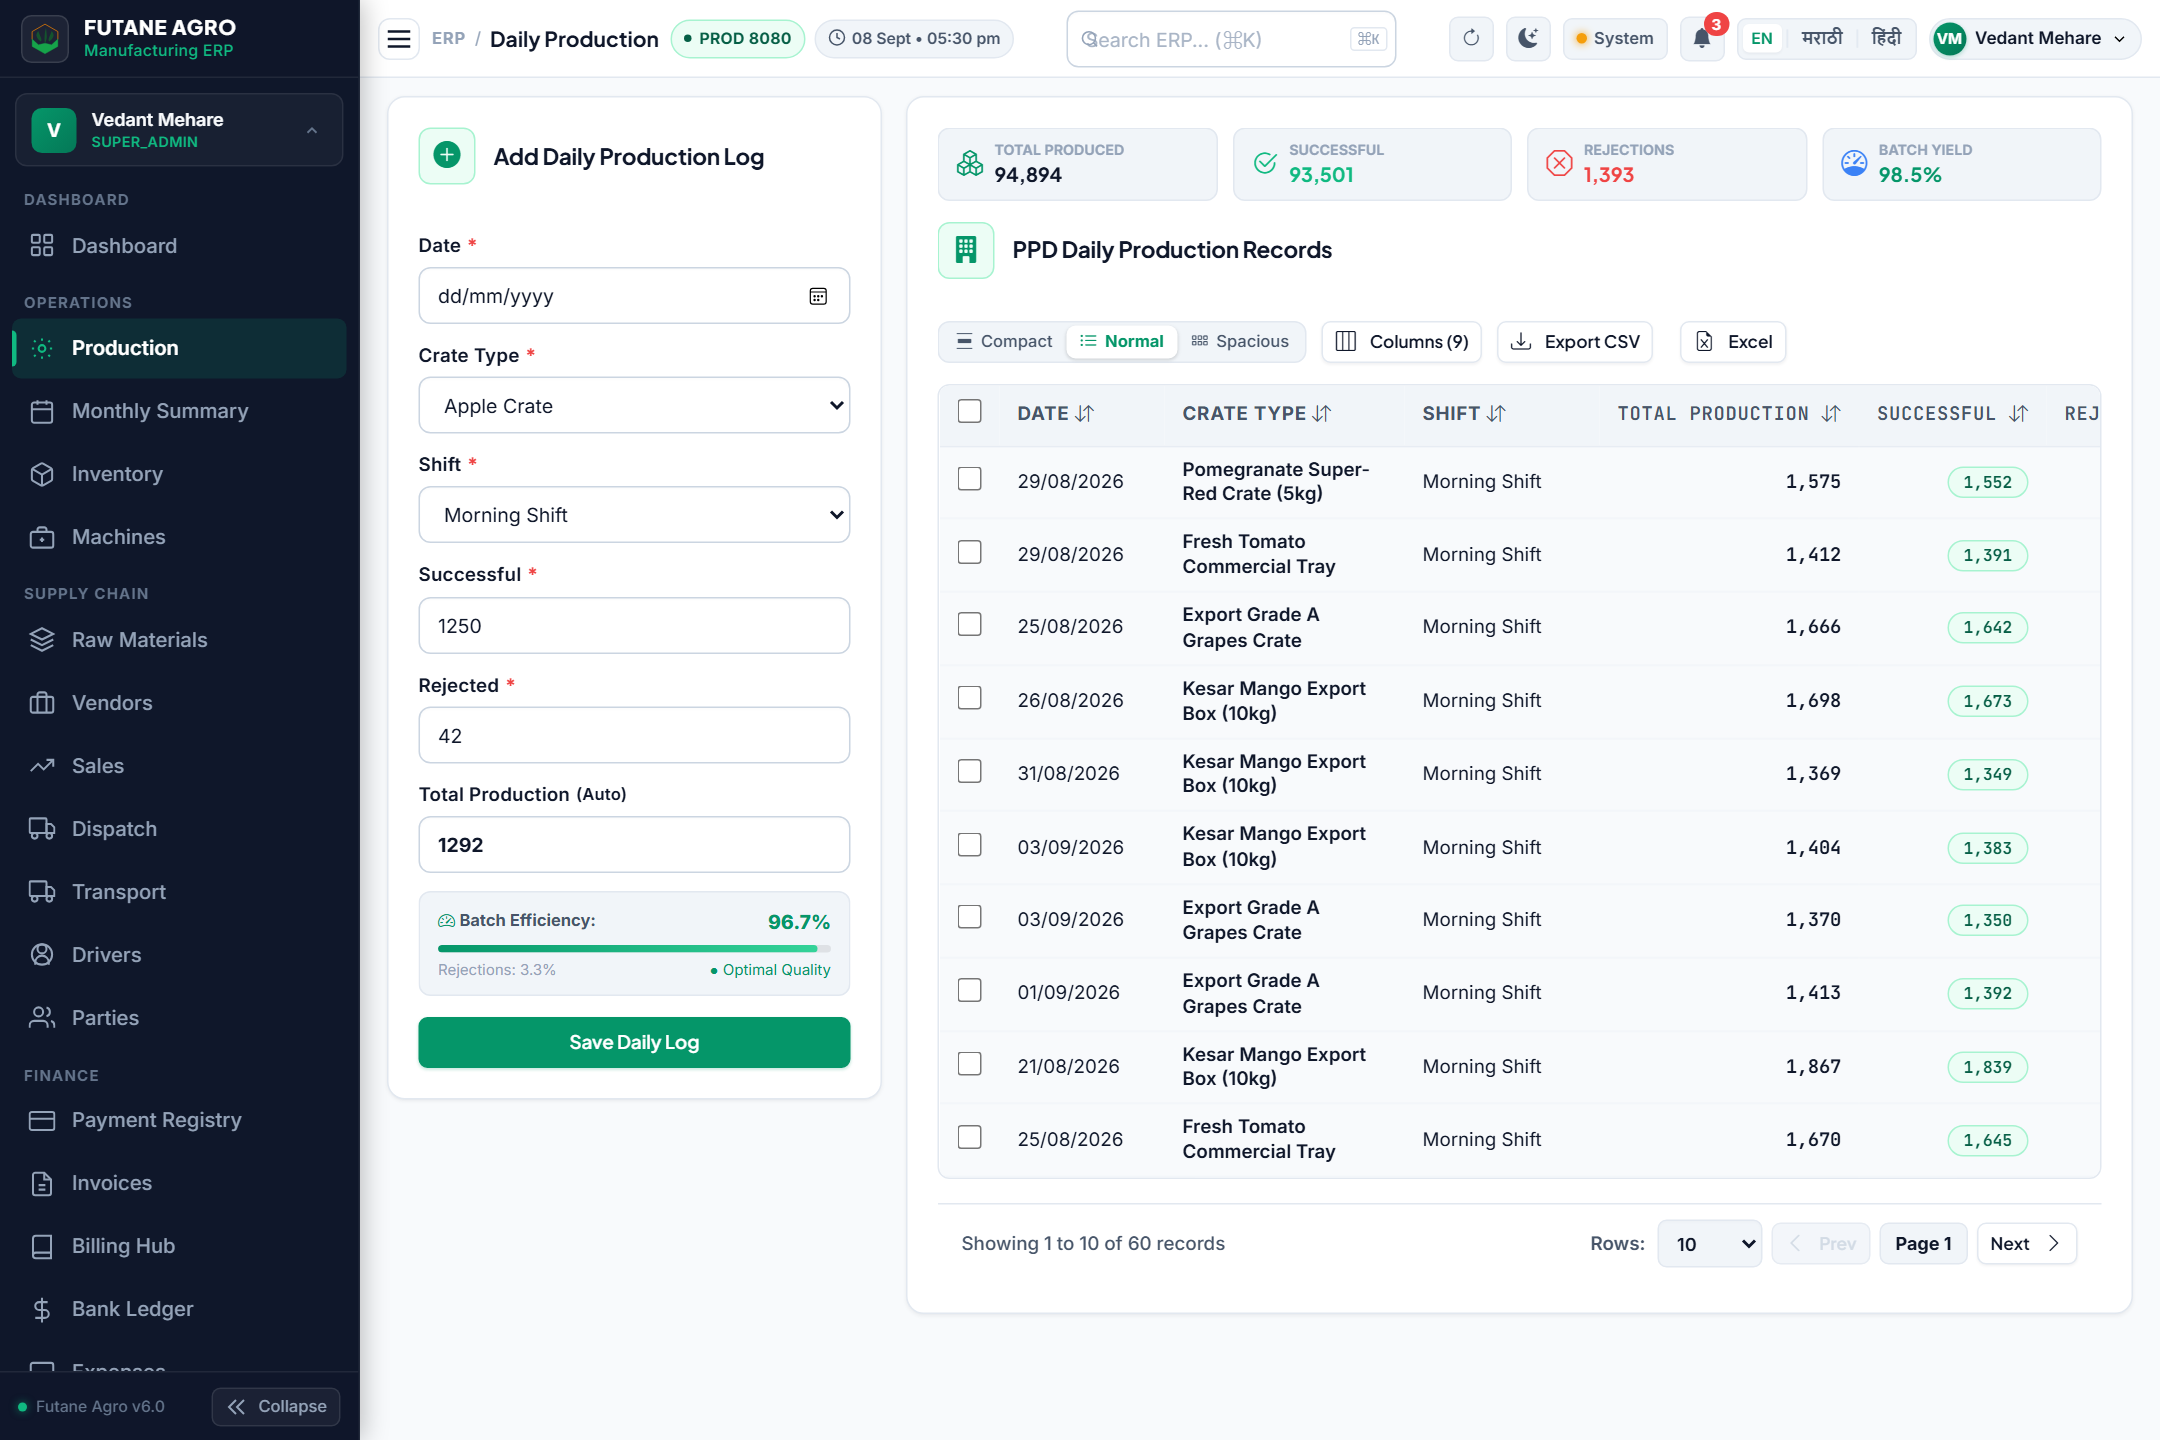 FUTANE AGRO
Manufacturing ERP
V
Vedant Mehare
SUPER_ADMIN
DASHBOARD
Dashboard
OPERATIONS
Production
Monthly Summary
Inventory
Machines
SUPPLY CHAIN
Raw Materials
Vendors
Sales
Dispatch
Transport
Drivers
Parties
FINANCE
Payment Registry
Invoices
Billing Hub
Bank Ledger
Expenses
Futane Agro v6.0
Collapse
ERP / Daily Production
PROD 8080
08 Sept • 05:30 pm
Search ERP... (⌘K)
⌘K
System
3
EN
मराठी
हिंदी
VM
Vedant Mehare
Add Daily Production Log
Date *
dd/mm/yyyy
Crate Type *
Apple Crate
Shift *
Morning Shift
Successful *
1250
Rejected *
42
Total Production (Auto)
1292
Batch Efficiency: 96.7%
Rejections: 3.3% ● Optimal Quality
Save Daily Log
TOTAL PRODUCED
94,894
SUCCESSFUL
93,501
REJECTIONS
1,393
BATCH YIELD
98.5%
PPD Daily Production Records
Compact Normal Spacious Columns (9) Export CSV Excel
DATE CRATE TYPE SHIFT TOTAL PRODUCTION SUCCESSFUL REJ
29/08/2026 Pomegranate Super-Red Crate (5kg) Morning Shift 1,575 1,552
29/08/2026 Fresh Tomato Commercial Tray Morning Shift 1,412 1,391
25/08/2026 Export Grade A Grapes Crate Morning Shift 1,666 1,642
26/08/2026 Kesar Mango Export Box (10kg) Morning Shift 1,698 1,673
31/08/2026 Kesar Mango Export Box (10kg) Morning Shift 1,369 1,349
03/09/2026 Kesar Mango Export Box (10kg) Morning Shift 1,404 1,383
03/09/2026 Export Grade A Grapes Crate Morning Shift 1,370 1,350
01/09/2026 Export Grade A Grapes Crate Morning Shift 1,413 1,392
21/08/2026 Kesar Mango Export Box (10kg) Morning Shift 1,867 1,839
25/08/2026 Fresh Tomato Commercial Tray Morning Shift 1,670 1,645
Showing 1 to 10 of 60 records
Rows: 10 Prev Page 1 Next